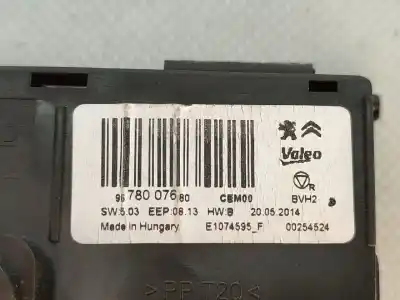 Valeo
96 780 076 80 CEM00
R
BVH2
SW:5.03 EEP:08.13 HW:B 20.05.2014
Made in Hungary E1074595_F 00254524
>PP T20<